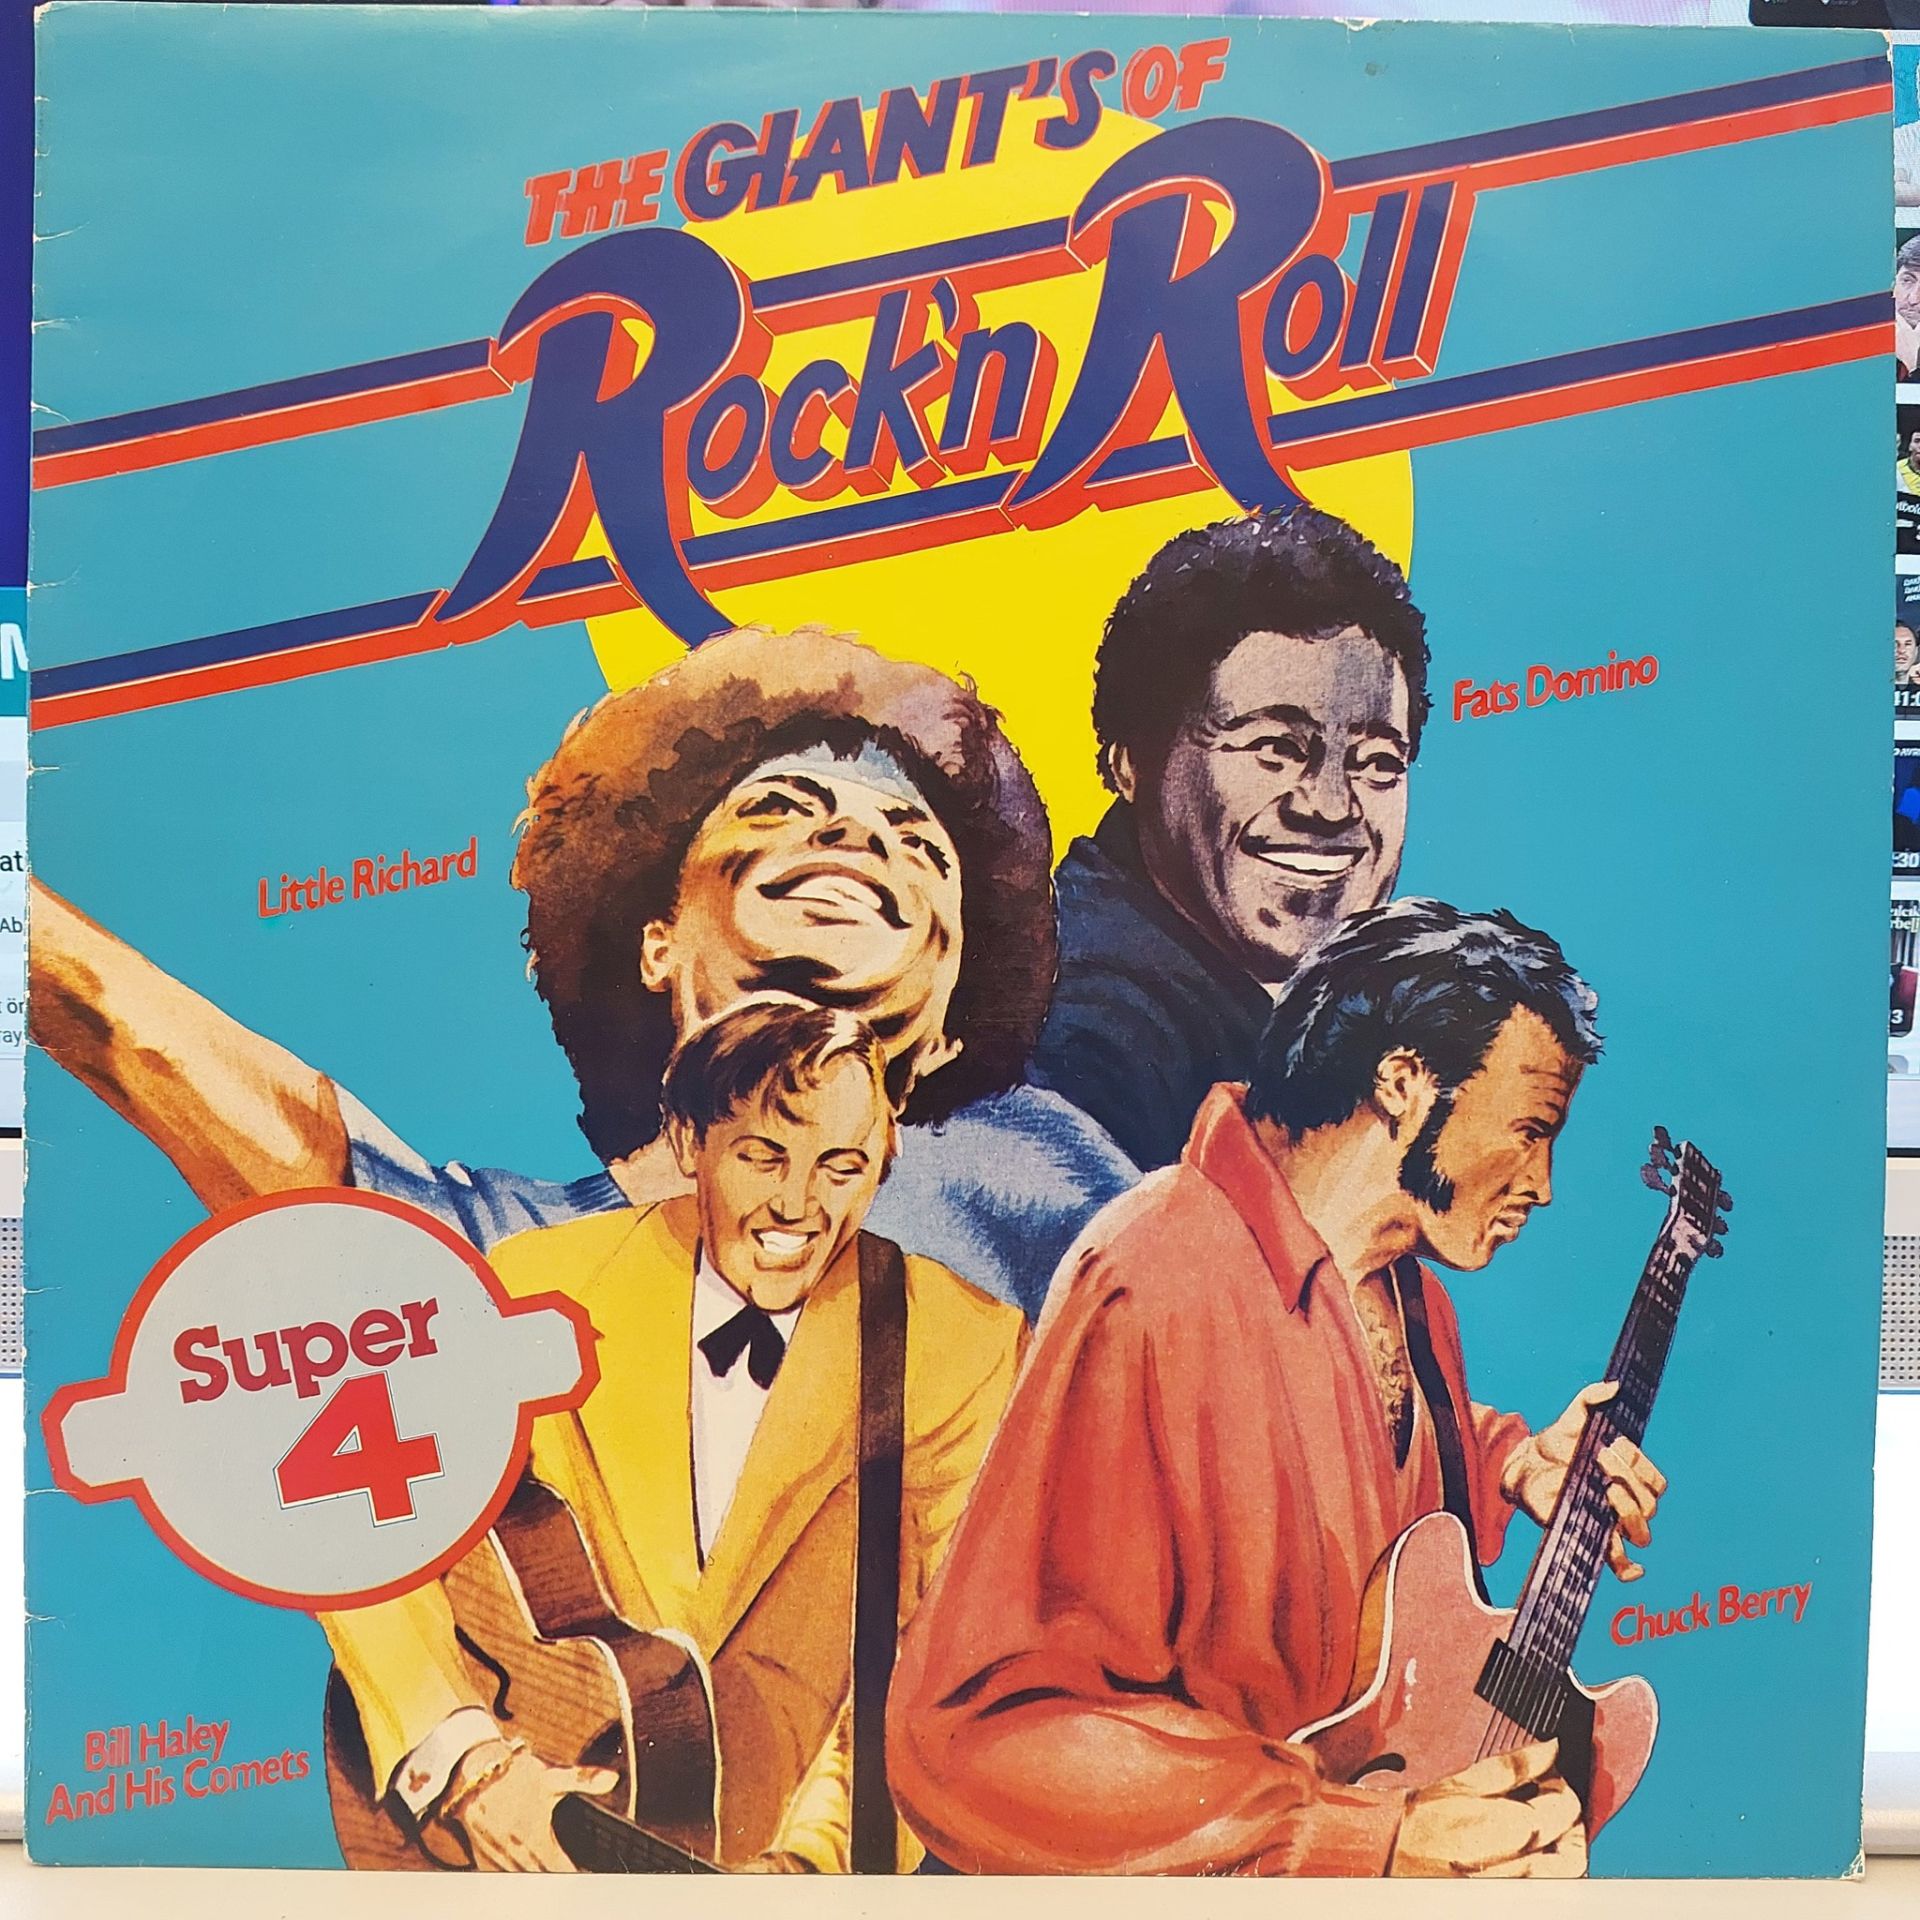 THE GIANT'S OF
Rock'n Roll
Fats Domino
Little Richard
Super
4
Chuck Berry
Bill Haley
And His Comets